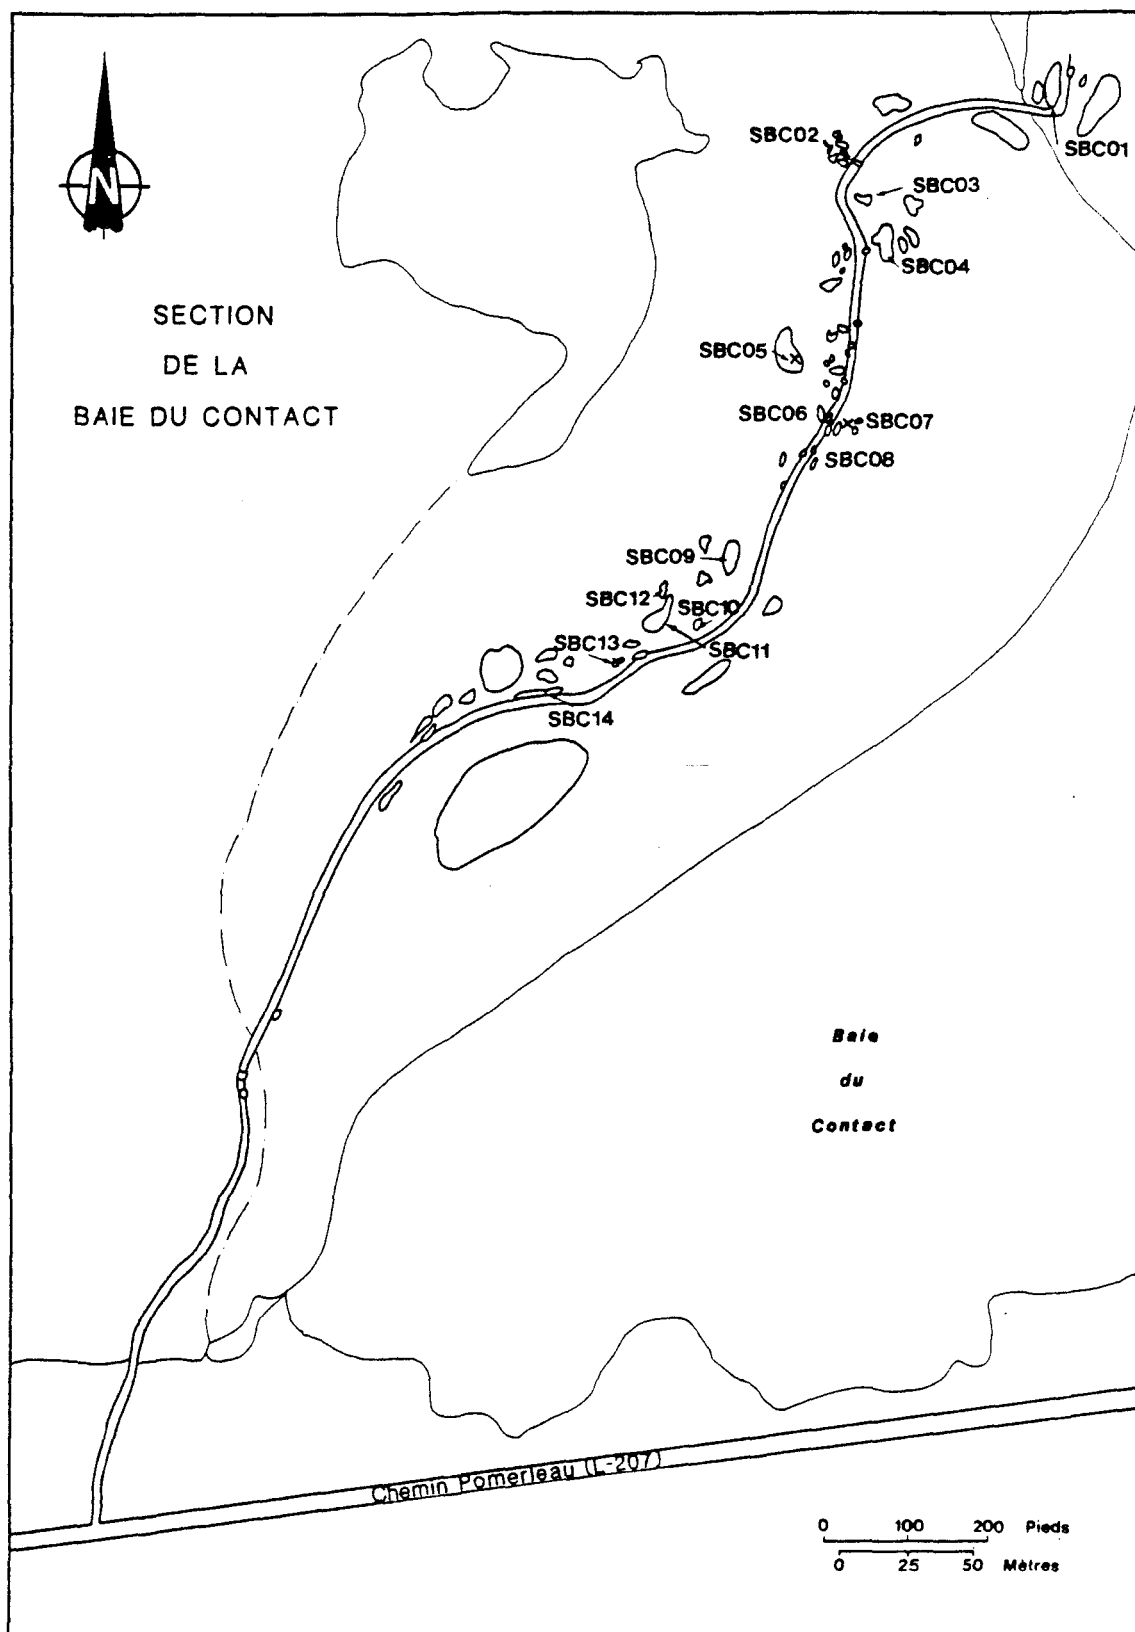 N
SECTION
DE LA
BAIE DU CONTACT
SBC01
SBC02
SBC03
SBC04
SBC05
SBC06
SBC07
SBC08
SBC09
SBC12
SBC10
SBC11
SBC13
SBC14
Baie
du
Contact
Chemin Pomerleau (L-207)
0 100 200 Pieds
0 25 50 Mètres